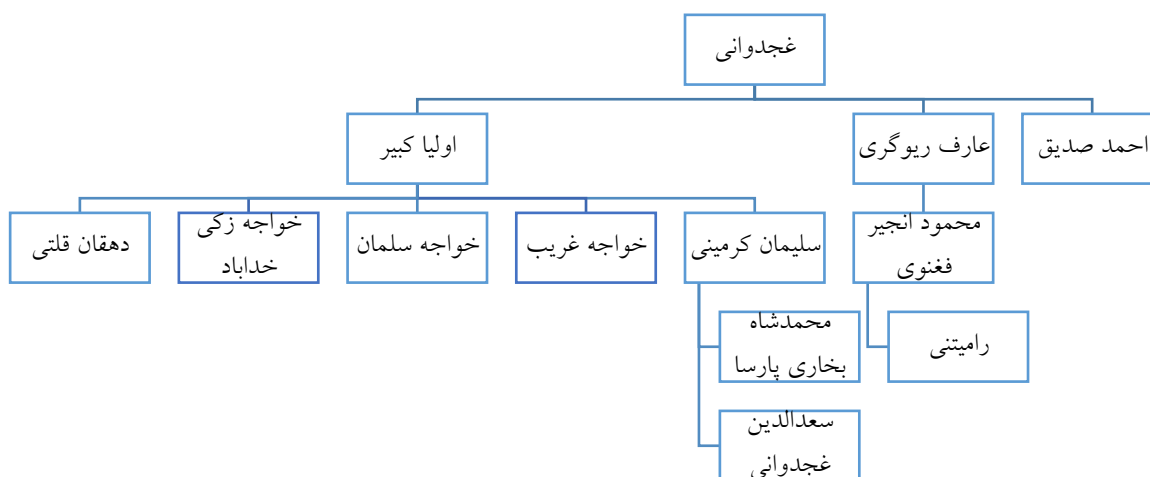 غجدوانی
احمد صدیق
عارف ریوگری
اولیا کبیر
محمود انجیر
فغنوی
سلیمان کرمینی
خواجه غریب
خواجه سلمان
خواجه زکی
خداباد
دهقان قلتی
رامیتنی
محمدشاه
بخاری پارسا
سعدالدین
غجدوانی